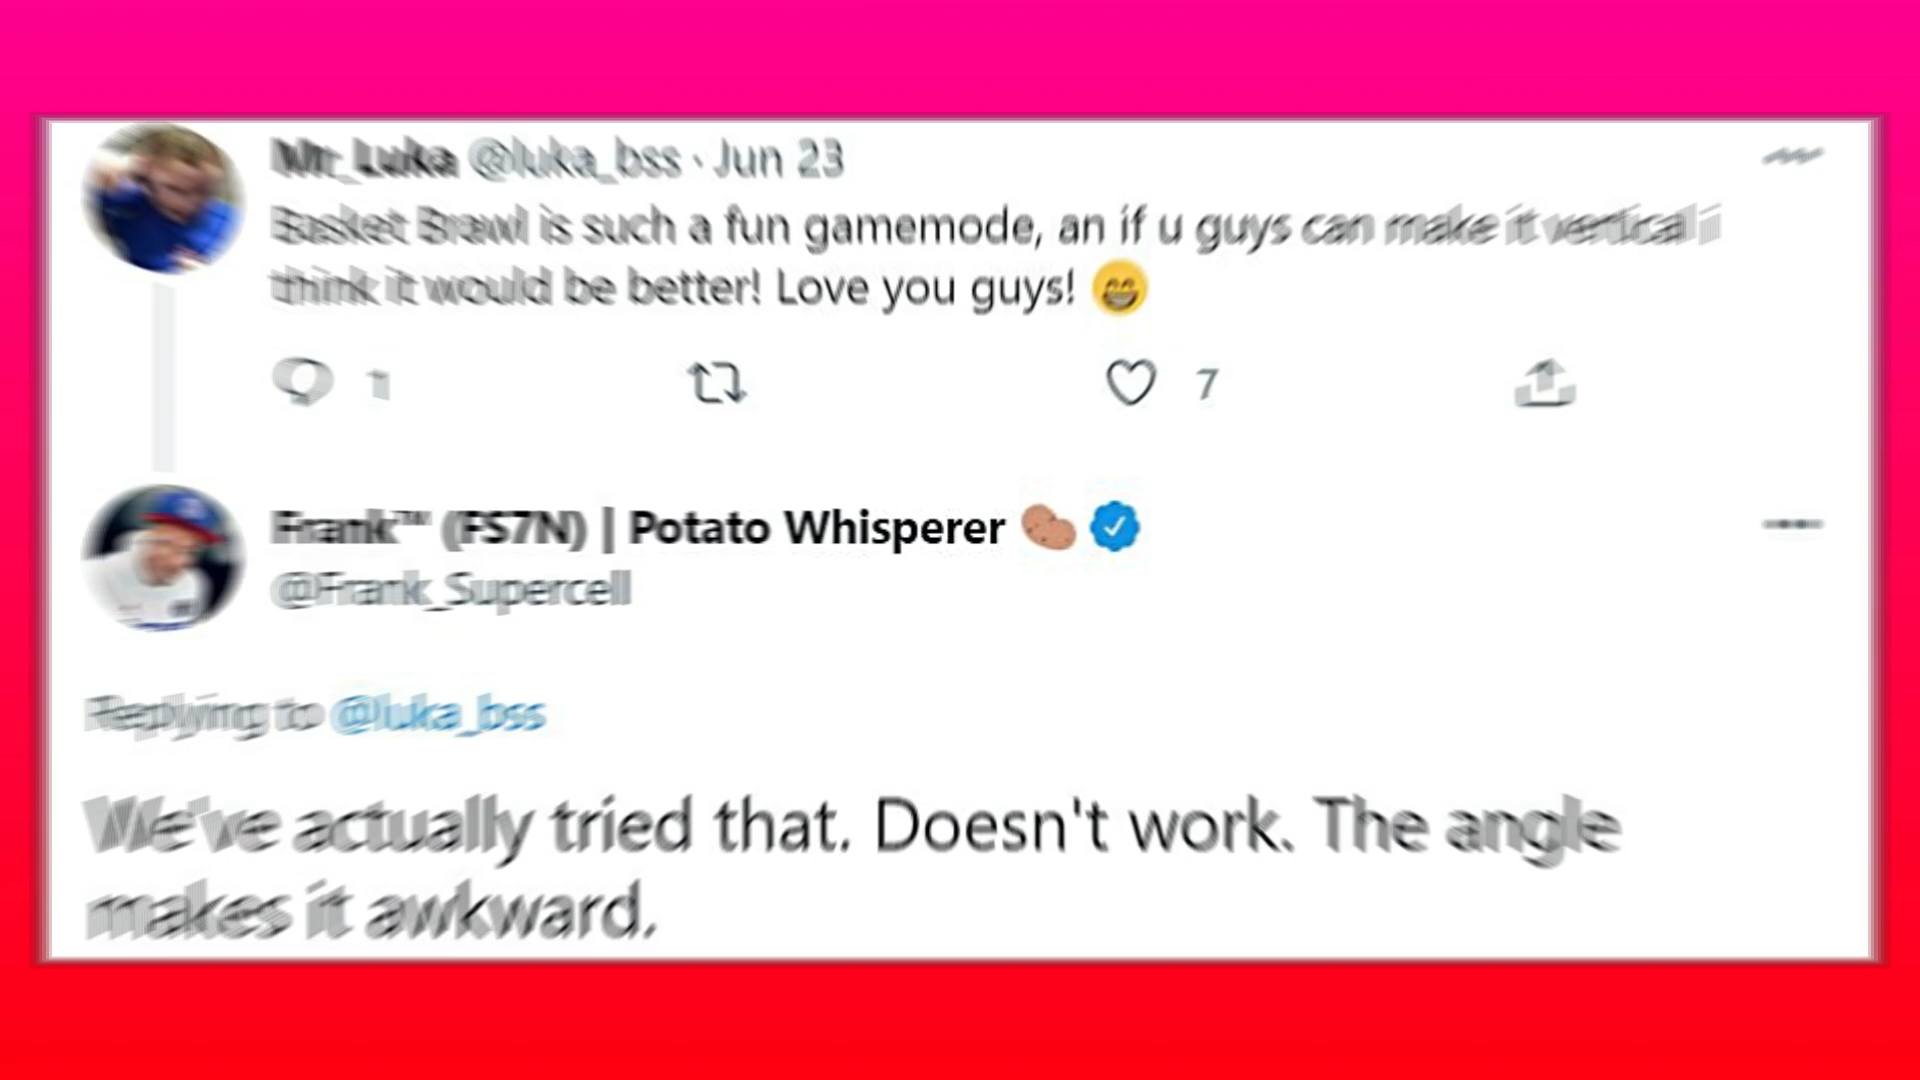 Mr_Luka @luka_bss · Jun 23
Basket Brawl is such a fun gamemode, an if u guys can make it vertical i
think it would be better! Love you guys! 😄
1 7
Frank™ (FS7N) | Potato Whisperer 🥔
@Frank_Supercell
Replying to @luka_bss
We've actually tried that. Doesn't work. The angle
makes it awkward.